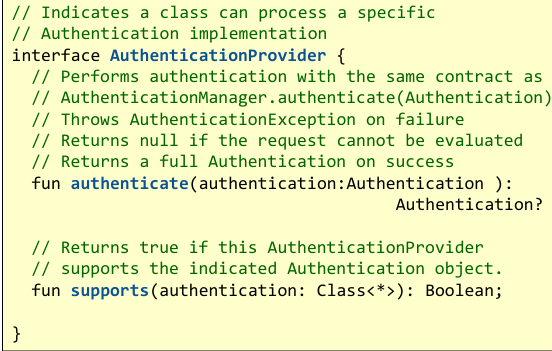 // Indicates a class can process a specific
// Authentication implementation
interface AuthenticationProvider {
  // Performs authentication with the same contract as
  // AuthenticationManager.authenticate(Authentication)
  // Throws AuthenticationException on failure
  // Returns null if the request cannot be evaluated
  // Returns a full Authentication on success
  fun authenticate(authentication:Authentication ):
                                        Authentication?
  // Returns true if this AuthenticationProvider
  // supports the indicated Authentication object.
  fun supports(authentication: Class<*>): Boolean;
}